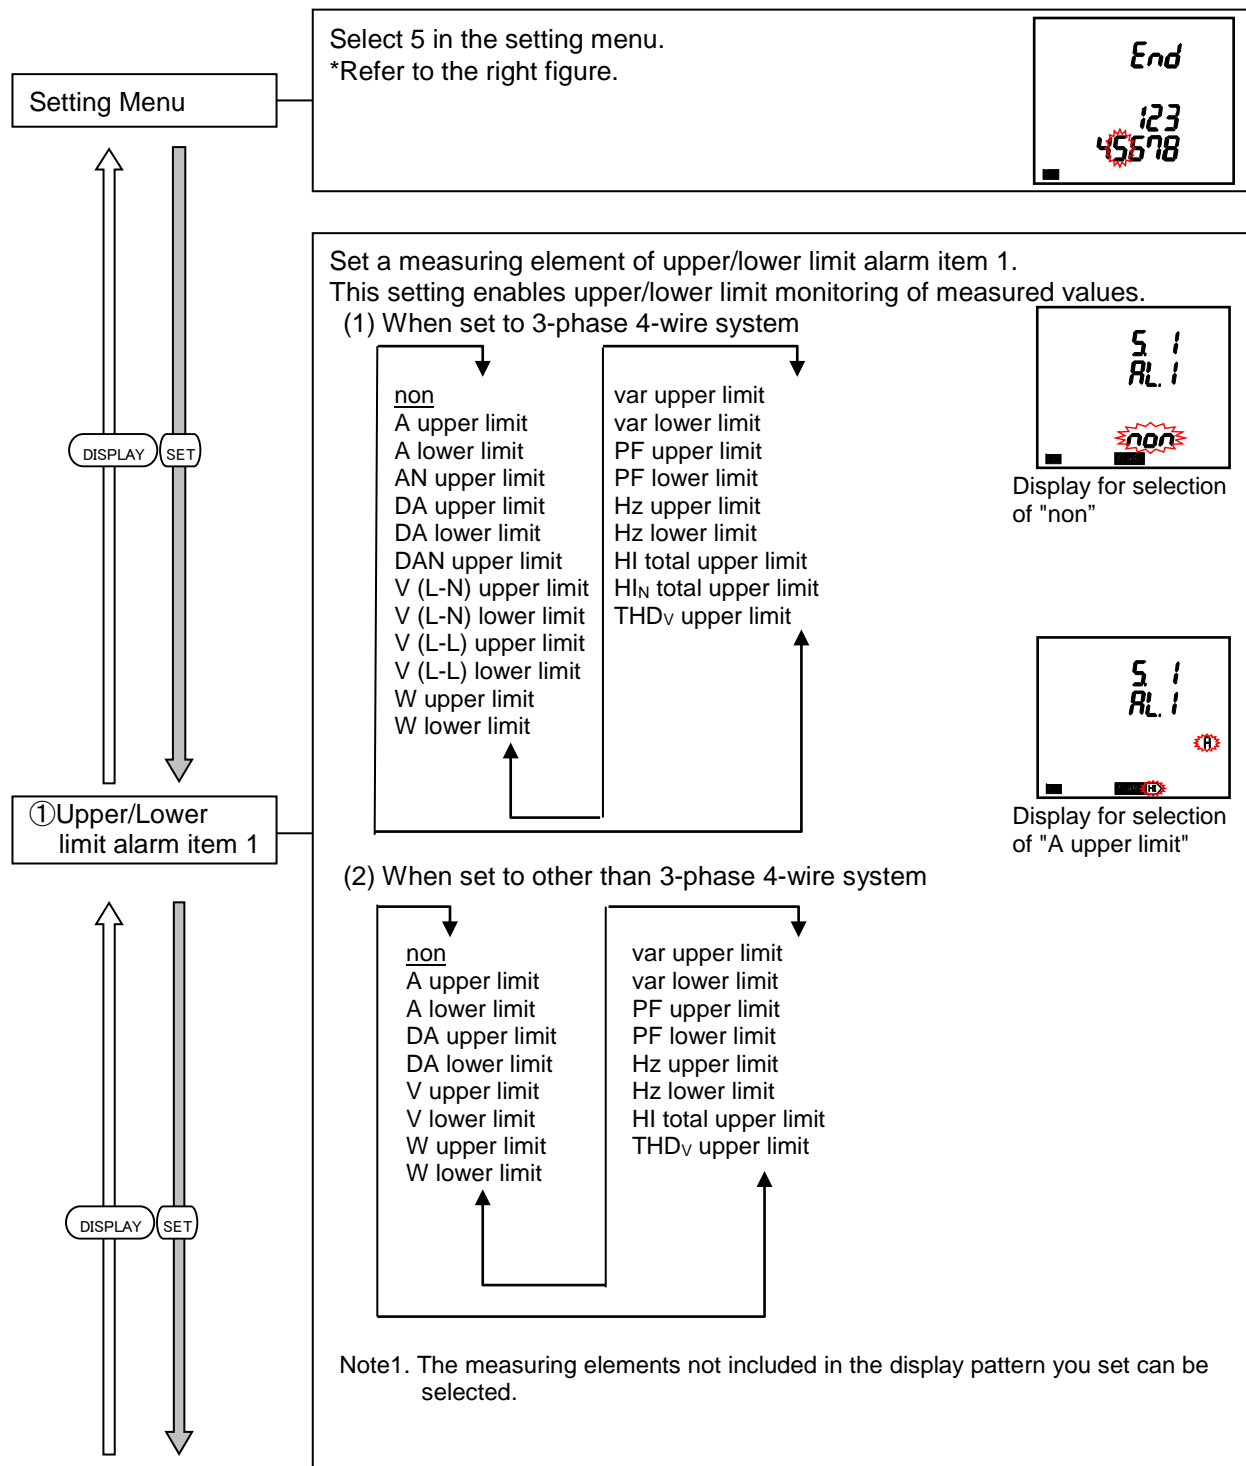 Select 5 in the setting menu.
*Refer to the right figure.
End
123
45678
Setting Menu
Set a measuring element of upper/lower limit alarm item 1.
This setting enables upper/lower limit monitoring of measured values.
(1) When set to 3-phase 4-wire system
non
A upper limit
A lower limit
AN upper limit
DA upper limit
DA lower limit
DAN upper limit
V (L-N) upper limit
V (L-N) lower limit
V (L-L) upper limit
V (L-L) lower limit
W upper limit
W lower limit
var upper limit
var lower limit
PF upper limit
PF lower limit
Hz upper limit
Hz lower limit
HI total upper limit
HIN total upper limit
THDV upper limit
5. 1
AL. 1
non
Display for selection
of "non”
5. 1
AL. 1
A
HI
Display for selection
of "A upper limit"
DISPLAY SET
①Upper/Lower
limit alarm item 1
(2) When set to other than 3-phase 4-wire system
non
A upper limit
A lower limit
DA upper limit
DA lower limit
V upper limit
V lower limit
W upper limit
W lower limit
var upper limit
var lower limit
PF upper limit
PF lower limit
Hz upper limit
Hz lower limit
HI total upper limit
THDV upper limit
DISPLAY SET
Note1. The measuring elements not included in the display pattern you set can be
selected.